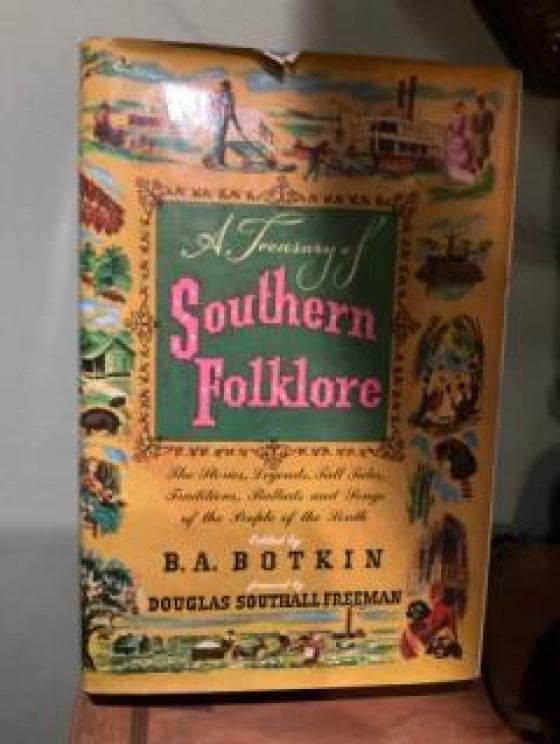 A Treasury of
Southern
Folklore
The Stories, Legends, Tall Tales,
Traditions, Ballads and Songs
of the People of the South
Edited by
B. A. BOTKIN
Foreword by
DOUGLAS SOUTHALL FREEMAN